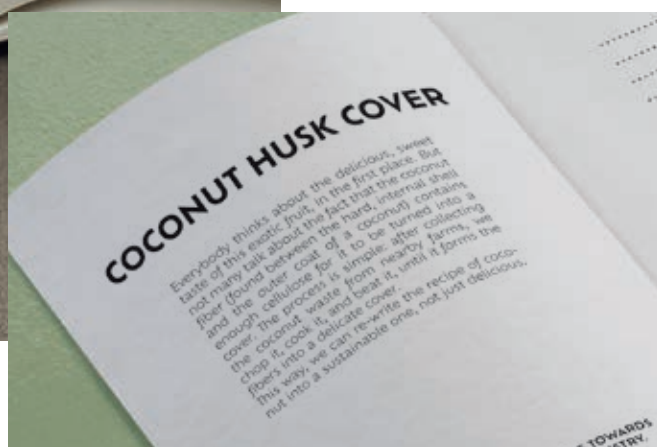 COCONUT HUSK COVER
Everybody thinks about the delicious, sweet
taste of this exotic fruit, in the first place. But
not many talk about the fact that the coconut
fiber (found between the hard, internal shell
and the outer coat of a coconut) contains
enough cellulose for it to be turned into a
cover. The process is simple: after collecting
the coconut waste from nearby farms, we
chop it, cook it, and beat it, until it forms the
fibers into a delicate cover.
this way, we can re-write the recipe of coco-
nut into a sustainable one, not just delicious.
TOWARDS